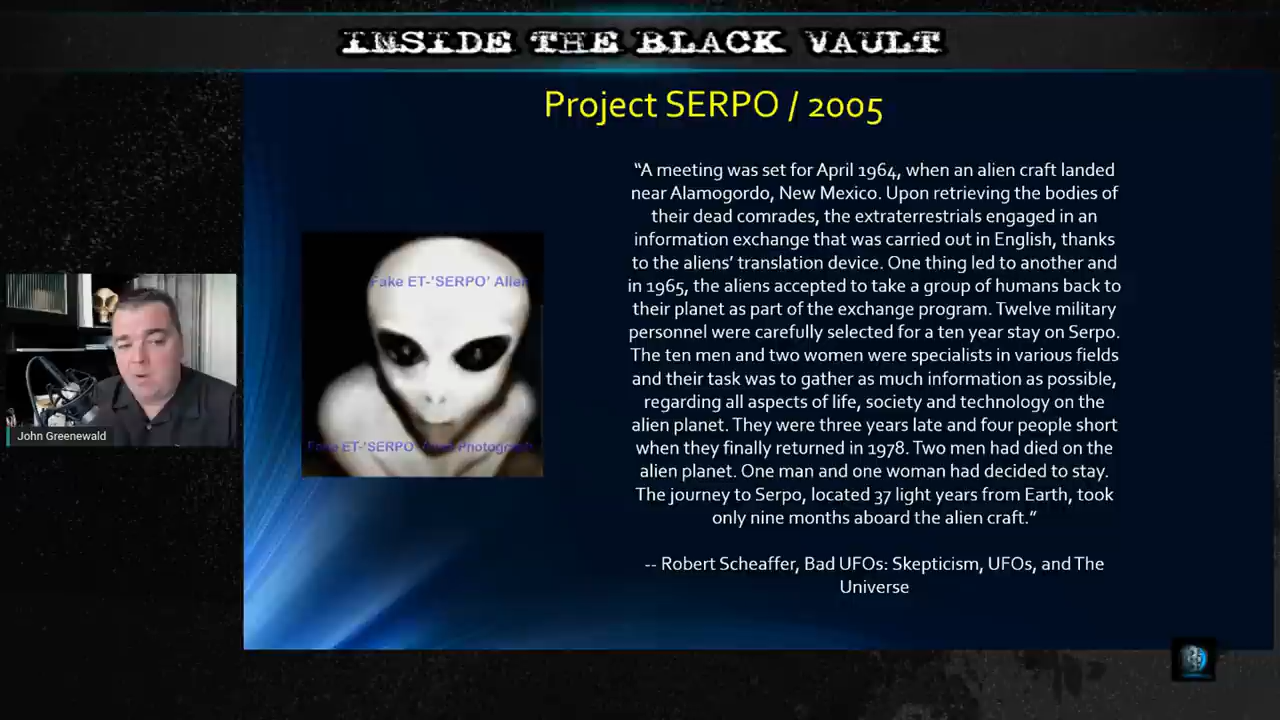 INSIDE THE BLACK VAULT
Project SERPO / 2005
“A meeting was set for April 1964, when an alien craft landed
near Alamogordo, New Mexico. Upon retrieving the bodies of
their dead comrades, the extraterrestrials engaged in an
information exchange that was carried out in English, thanks
to the aliens’ translation device. One thing led to another and
in 1965, the aliens accepted to take a group of humans back to
their planet as part of the exchange program. Twelve military
personnel were carefully selected for a ten year stay on Serpo.
The ten men and two women were specialists in various fields
and their task was to gather as much information as possible,
regarding all aspects of life, society and technology on the
alien planet. They were three years late and four people short
when they finally returned in 1978. Two men had died on the
alien planet. One man and one woman had decided to stay.
The journey to Serpo, located 37 light years from Earth, took
only nine months aboard the alien craft.”
-- Robert Scheaffer, Bad UFOs: Skepticism, UFOs, and The
Universe
Fake ET-'SERPO' Alien
Fake ET-'SERPO' Photograph
John Greenewald